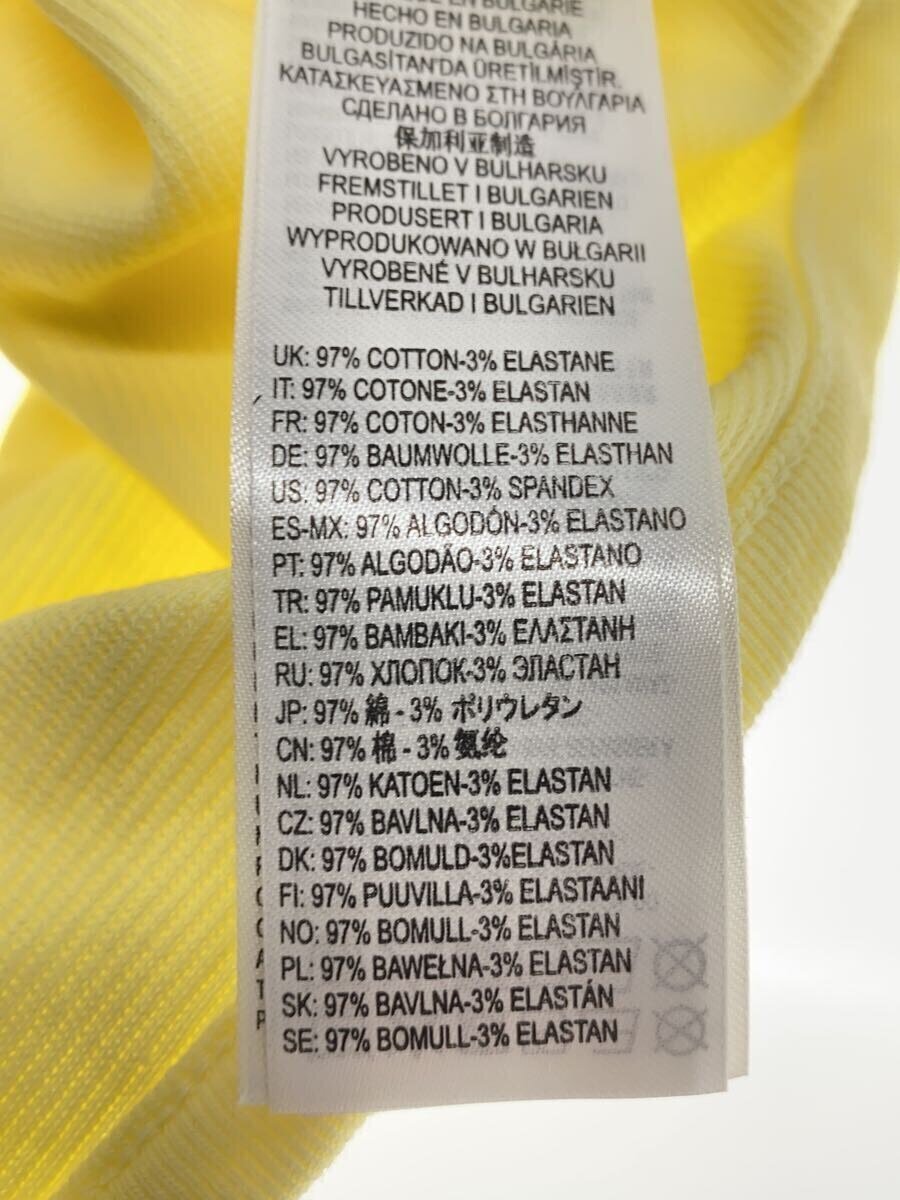 EN BULGARIE
HECHO EN BULGARIA
PRODUZIDO NA BULGÁRIA
BULGASİTAN'DA ÜRETİLMİŞTİR.
ΚΑΤΑΣΚΕΥΑΣΜΕΝΟ ΣΤΗ ΒΟΥΛΓΑΡΙΑ
СДЕЛАНО В БОЛГАРИЯ
保加利亚制造
VYROBENO V BULHARSKU
FREMSTILLET I BULGARIEN
PRODUSERT I BULGARIA
WYPRODUKOWANO W BUŁGARII
VYROBENÉ V BULHARSKU
TILLVERKAD I BULGARIEN
UK: 97% COTTON-3% ELASTANE
IT: 97% COTONE-3% ELASTAN
FR: 97% COTON-3% ELASTHANNE
DE: 97% BAUMWOLLE-3% ELASTHAN
US: 97% COTTON-3% SPANDEX
ES-MX: 97% ALGODÓN-3% ELASTANO
PT: 97% ALGODÃO-3% ELASTANO
TR: 97% PAMUKLU-3% ELASTAN
EL: 97% ΒΑΜΒΑΚΙ-3% ΕΛΑΣΤΑΝΗ
RU: 97% ХЛОПОК-3% ЭЛАСТАН
JP: 97% 綿 - 3% ポリウレタン
CN: 97% 棉 - 3% 氨纶
NL: 97% KATOEN-3% ELASTAN
CZ: 97% BAVLNA-3% ELASTAN
DK: 97% BOMULD-3%ELASTAN
FI: 97% PUUVILLA-3% ELASTAANI
NO: 97% BOMULL-3% ELASTAN
PL: 97% BAWEŁNA-3% ELASTAN
SK: 97% BAVLNA-3% ELASTÁN
SE: 97% BOMULL-3% ELASTAN